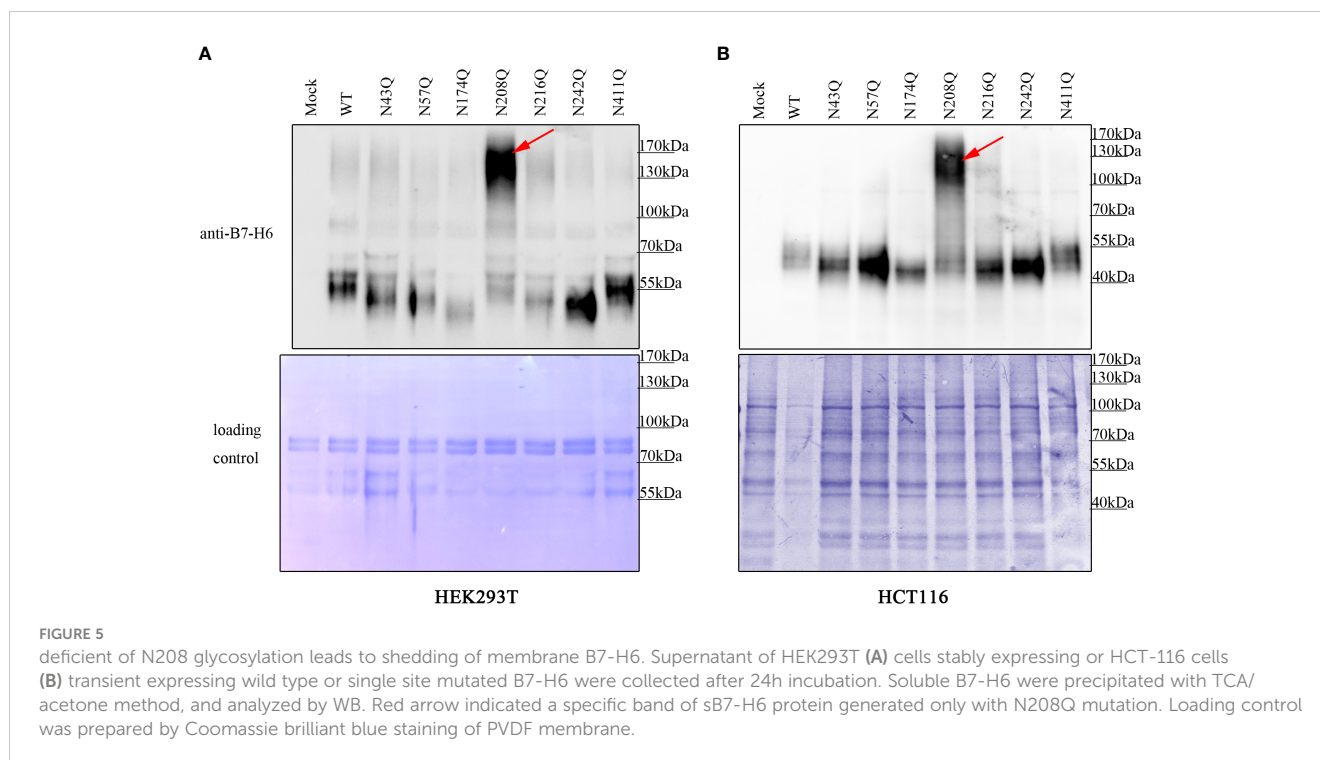 A
B
Mock WT N43Q N57Q N174Q N208Q N216Q N242Q N411Q
Mock WT N43Q N57Q N174Q N208Q N216Q N242Q N411Q
anti-B7-H6
170kDa
130kDa
100kDa
70kDa
55kDa
170kDa
130kDa
100kDa
70kDa
55kDa
40kDa
loading
control
170kDa
130kDa
100kDa
70kDa
55kDa
170kDa
130kDa
100kDa
70kDa
55kDa
40kDa
HEK293T
HCT116
FIGURE 5
deficient of N208 glycosylation leads to shedding of membrane B7-H6. Supernatant of HEK293T (A) cells stably expressing or HCT-116 cells
(B) transient expressing wild type or single site mutated B7-H6 were collected after 24h incubation. Soluble B7-H6 were precipitated with TCA/
acetone method, and analyzed by WB. Red arrow indicated a specific band of sB7-H6 protein generated only with N208Q mutation. Loading control
was prepared by Coomassie brilliant blue staining of PVDF membrane.